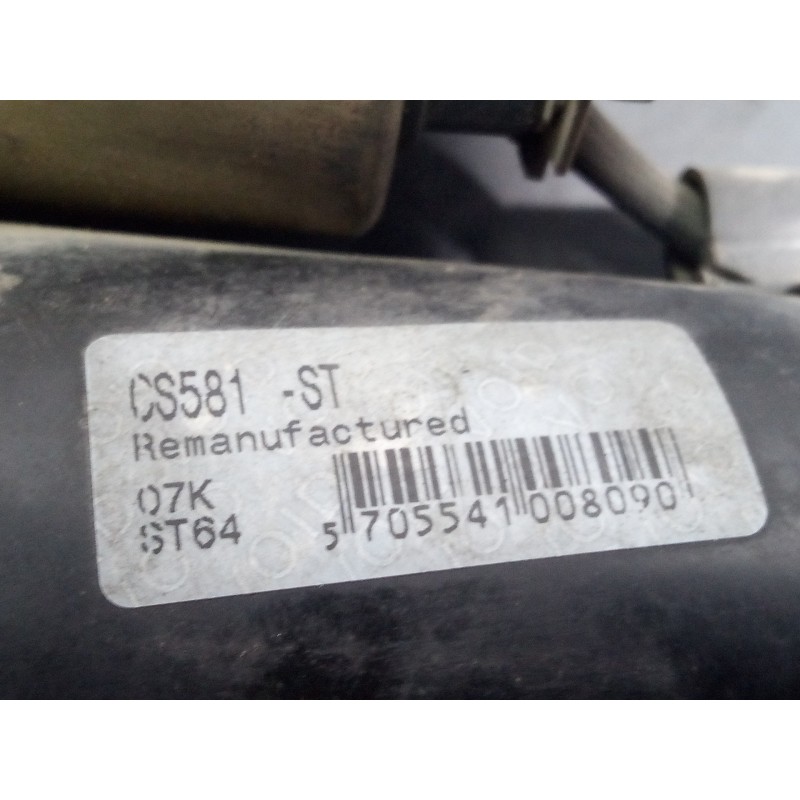 CS581 -ST
Remanufactured
07K
ST64
5 705541 008090